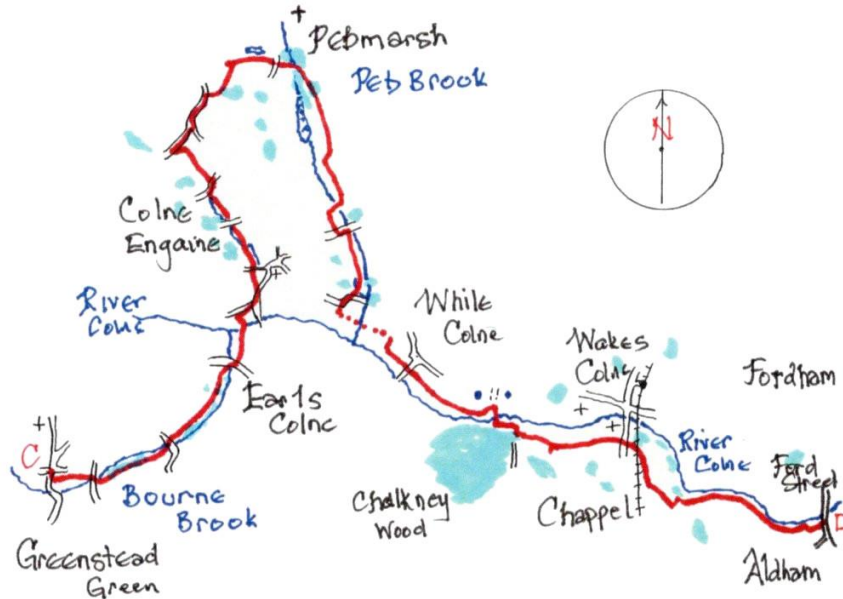 Pebmarsh
Peb Brook
N
Colne
Engaine
River
Colne
While
Colne
Wakes
Colne
Fordham
Earls
Colne
C
River
Colne
Ford
Street
Bourne
Brook
Chalkney
Wood
Chappel
D
Greenstead
Green
Aldham